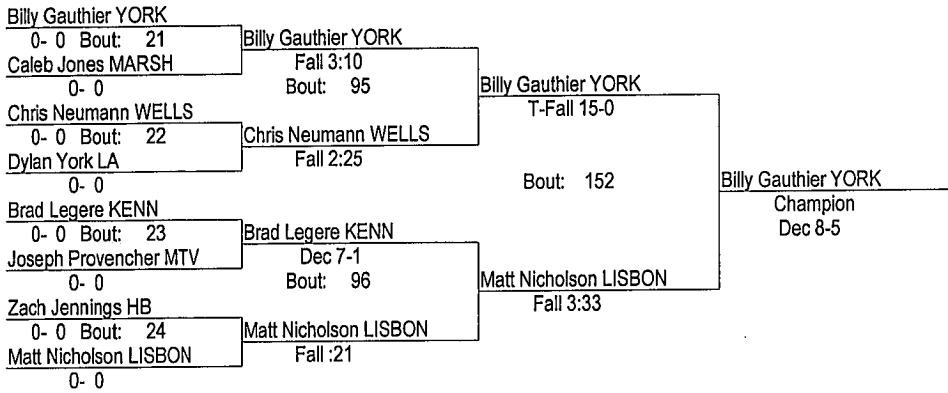 Billy Gauthier YORK
0- 0 Bout: 21
Caleb Jones MARSH
0- 0
Chris Neumann WELLS
0- 0 Bout: 22
Dylan York LA
0- 0
Brad Legere KENN
0- 0 Bout: 23
Joseph Provencher MTV
0- 0
Zach Jennings HB
0- 0 Bout: 24
Matt Nicholson LISBON
0- 0
Billy Gauthier YORK
Fall 3:10
Bout: 95
Chris Neumann WELLS
Fall 2:25
Brad Legere KENN
Dec 7-1
Bout: 96
Matt Nicholson LISBON
Fall :21
Billy Gauthier YORK
T-Fall 15-0
Bout: 152
Matt Nicholson LISBON
Fall 3:33
Billy Gauthier YORK
Champion
Dec 8-5